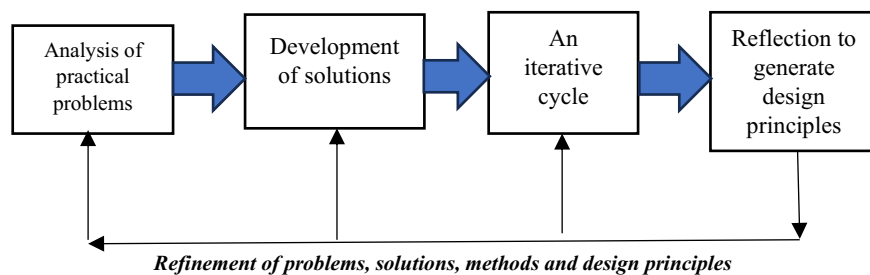 Analysis of
practical
problems
Development
of solutions
An
iterative
cycle
Reflection to
generate
design
principles
Refinement of problems, solutions, methods and design principles